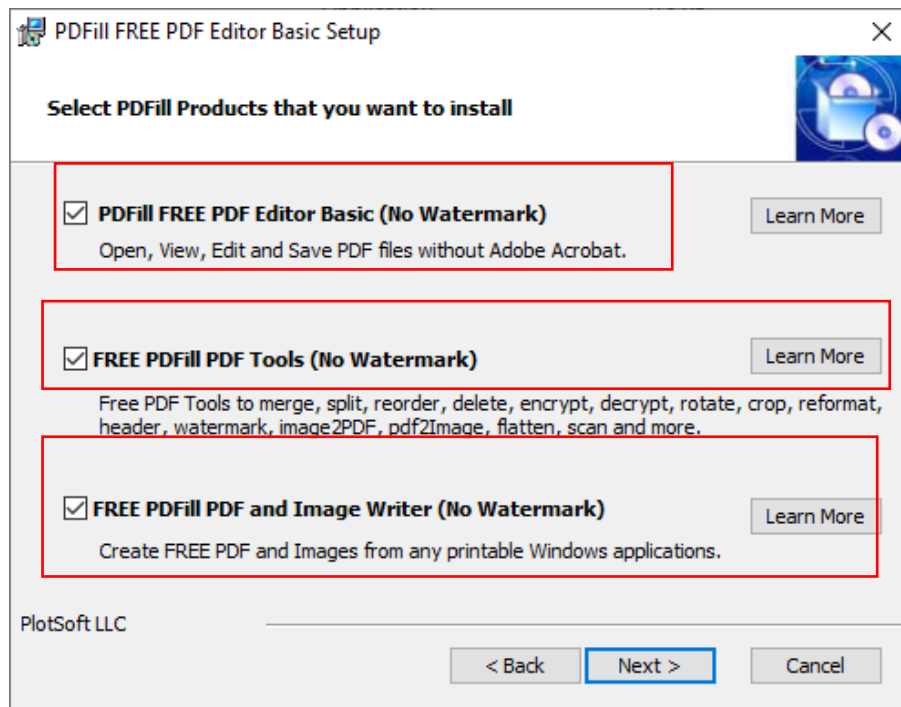 PDFill FREE PDF Editor Basic Setup
Select PDFill Products that you want to install
PDFill FREE PDF Editor Basic (No Watermark)
Learn More
Open, View, Edit and Save PDF files without Adobe Acrobat.
FREE PDFill PDF Tools (No Watermark)
Learn More
Free PDF Tools to merge, split, reorder, delete, encrypt, decrypt, rotate, crop, reformat,
header, watermark, image2PDF, pdf2Image, flatten, scan and more.
FREE PDFill PDF and Image Writer (No Watermark)
Learn More
Create FREE PDF and Images from any printable Windows applications.
PlotSoft LLC
< Back Next > Cancel